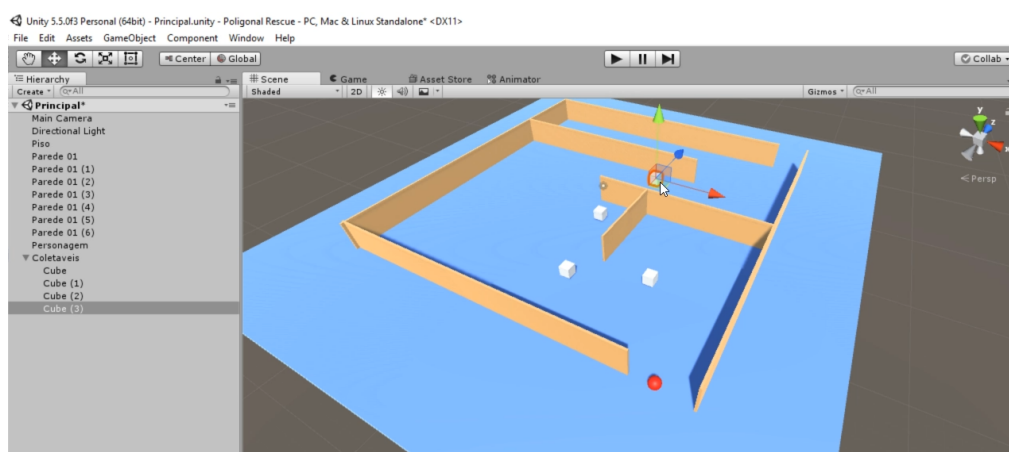 Unity 5.5.0f3 Personal (64bit) - Principal.unity - Poligonal Rescue - PC, Mac & Linux Standalone* <DX11>
File Edit Assets GameObject Component Window Help
Center Global Collab
Hierarchy Scene Game Asset Store Animator
Create All Shaded 2D Gizmos All
Principal*
Main Camera
Directional Light
Piso
Parede 01
Parede 01 (1)
Parede 01 (2)
Parede 01 (3)
Parede 01 (4)
Parede 01 (5)
Parede 01 (6)
Personagem
Coletaveis
Cube
Cube (1)
Cube (2)
Cube (3)
y
z
Persp